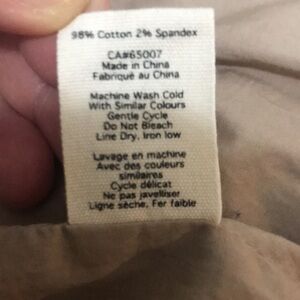 98% Cotton 2% Spandex
CA#65007
Made in China
Fabriqué au China
Machine Wash Cold
With Similar Colours
Gentle Cycle
Do Not Bleach
Line Dry, Iron low
Lavage en machine
Avec des couleurs
similaires
Cycle délicat
Ne pas javelliser
Ligne sèche, Fer faible